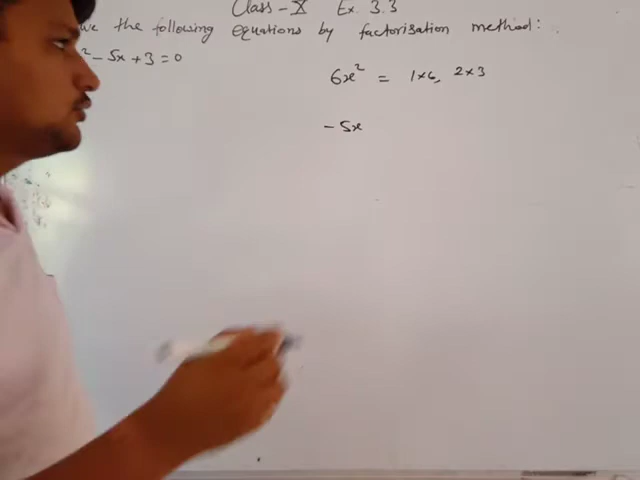 Class-X Ex 3.3
the following equations by factorisation method:
² - 5x + 3 = 0
6x² = 1×6, 2×3
- 5x